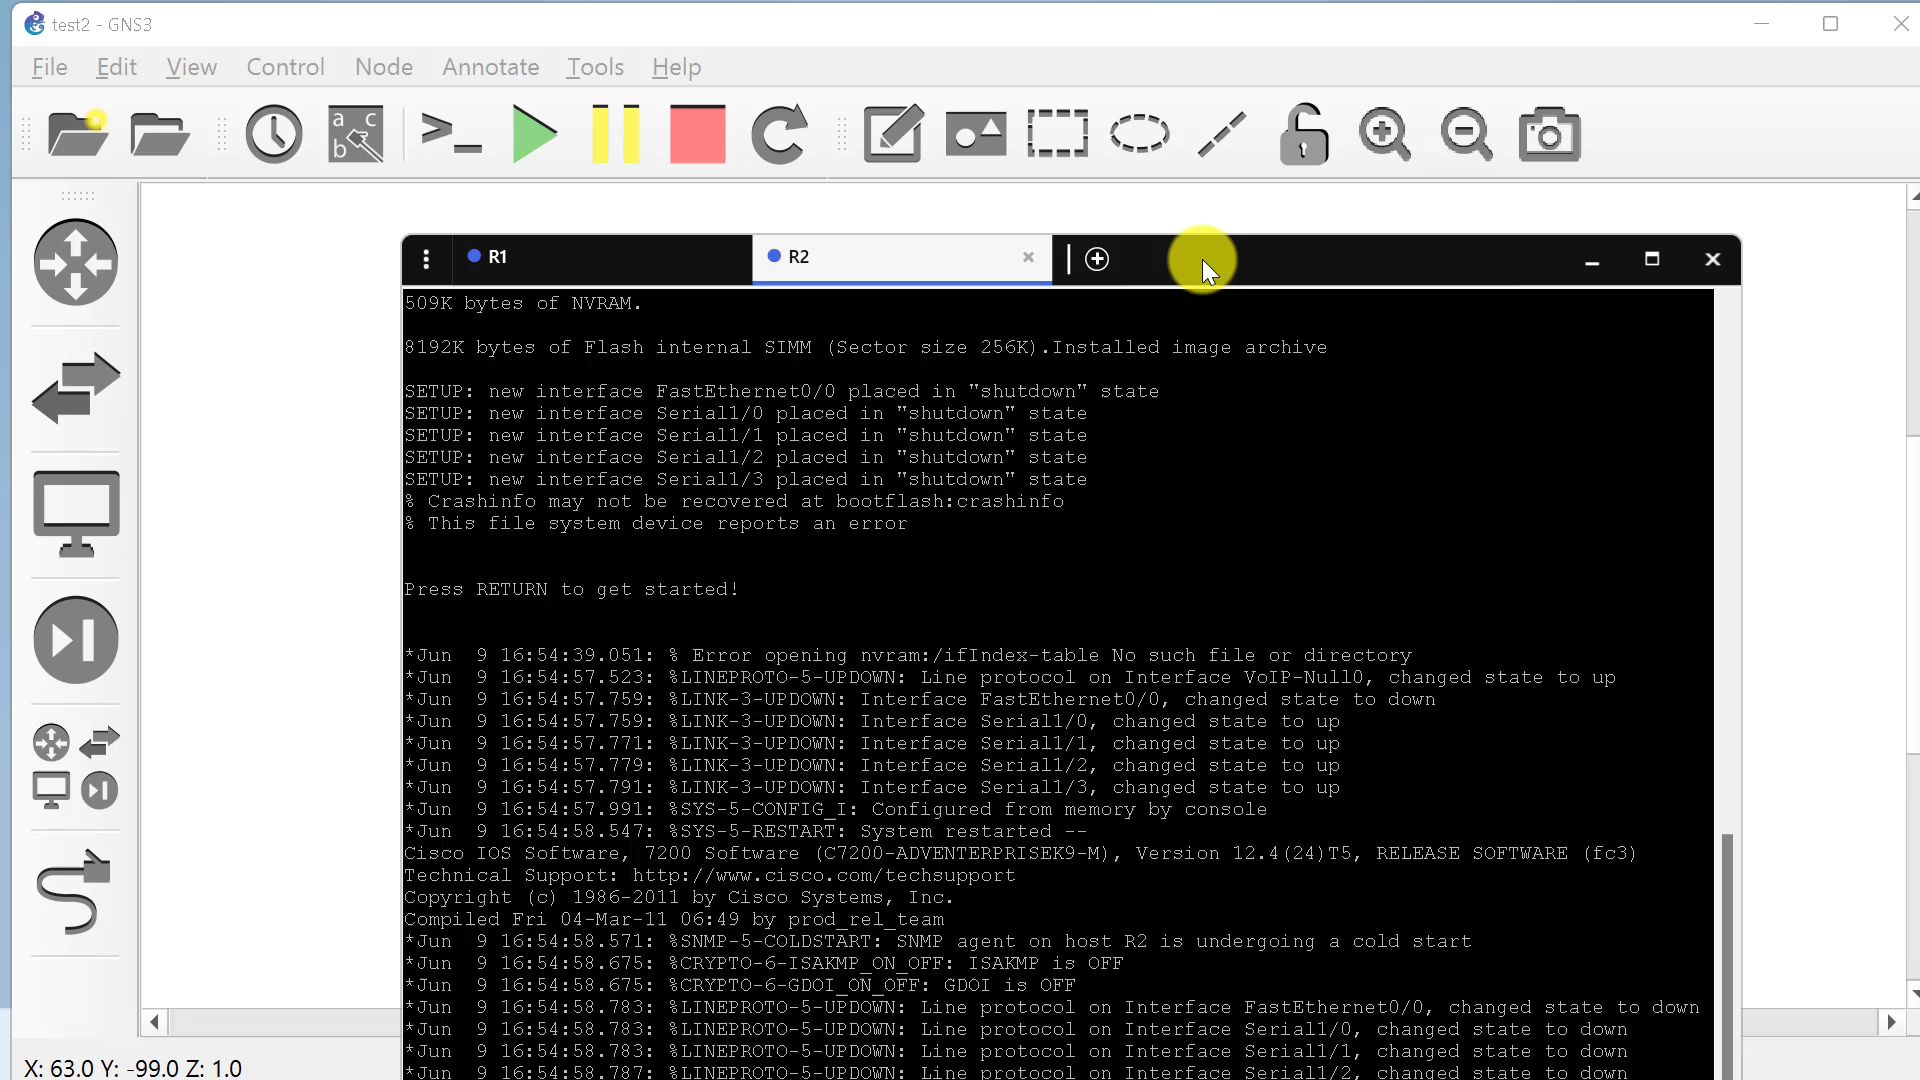 test2 - GNS3
File Edit View Control Node Annotate Tools Help
a c
b
R1 R2
509K bytes of NVRAM.
8192K bytes of Flash internal SIMM (Sector size 256K).Installed image archive
SETUP: new interface FastEthernet0/0 placed in "shutdown" state
SETUP: new interface Serial1/0 placed in "shutdown" state
SETUP: new interface Serial1/1 placed in "shutdown" state
SETUP: new interface Serial1/2 placed in "shutdown" state
SETUP: new interface Serial1/3 placed in "shutdown" state
% Crashinfo may not be recovered at bootflash:crashinfo
% This file system device reports an error
Press RETURN to get started!
*Jun  9 16:54:39.051: % Error opening nvram:/ifIndex-table No such file or directory
*Jun  9 16:54:57.523: %LINEPROTO-5-UPDOWN: Line protocol on Interface VoIP-Null0, changed state to up
*Jun  9 16:54:57.759: %LINK-3-UPDOWN: Interface FastEthernet0/0, changed state to down
*Jun  9 16:54:57.759: %LINK-3-UPDOWN: Interface Serial1/0, changed state to up
*Jun  9 16:54:57.771: %LINK-3-UPDOWN: Interface Serial1/1, changed state to up
*Jun  9 16:54:57.779: %LINK-3-UPDOWN: Interface Serial1/2, changed state to up
*Jun  9 16:54:57.791: %LINK-3-UPDOWN: Interface Serial1/3, changed state to up
*Jun  9 16:54:57.991: %SYS-5-CONFIG_I: Configured from memory by console
*Jun  9 16:54:58.547: %SYS-5-RESTART: System restarted --
Cisco IOS Software, 7200 Software (C7200-ADVENTERPRISEK9-M), Version 12.4(24)T5, RELEASE SOFTWARE (fc3)
Technical Support: http://www.cisco.com/techsupport
Copyright (c) 1986-2011 by Cisco Systems, Inc.
Compiled Fri 04-Mar-11 06:49 by prod_rel_team
*Jun  9 16:54:58.571: %SNMP-5-COLDSTART: SNMP agent on host R2 is undergoing a cold start
*Jun  9 16:54:58.675: %CRYPTO-6-ISAKMP_ON_OFF: ISAKMP is OFF
*Jun  9 16:54:58.675: %CRYPTO-6-GDOI_ON_OFF: GDOI is OFF
*Jun  9 16:54:58.783: %LINEPROTO-5-UPDOWN: Line protocol on Interface FastEthernet0/0, changed state to down
*Jun  9 16:54:58.783: %LINEPROTO-5-UPDOWN: Line protocol on Interface Serial1/0, changed state to down
*Jun  9 16:54:58.783: %LINEPROTO-5-UPDOWN: Line protocol on Interface Serial1/1, changed state to down
*Jun  9 16:54:58.787: %LINEPROTO-5-UPDOWN: Line protocol on Interface Serial1/2, changed state to down
X: 63.0 Y: -99.0 Z: 1.0